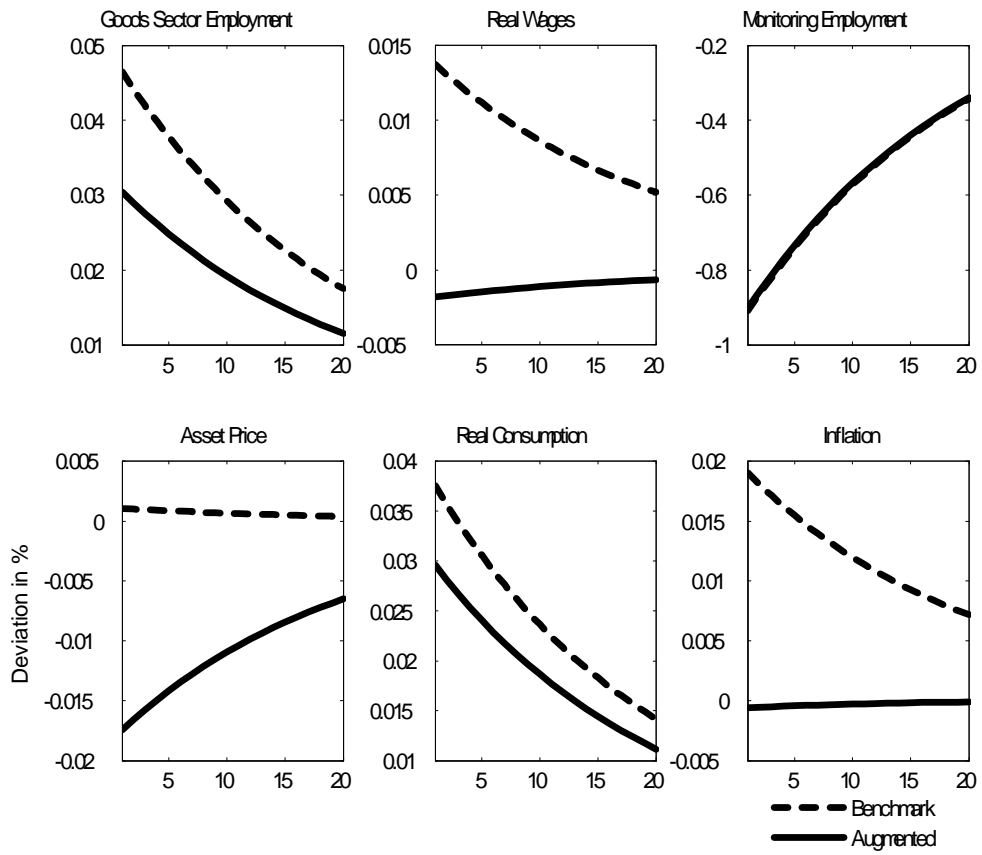 Goods Sector Employment
0.05
0.04
0.03
0.02
0.01
5 10 15 20
Real Wages
0.015
0.01
0.005
0
-0.005
5 10 15 20
Monitoring Employment
-0.2
-0.4
-0.6
-0.8
-1
5 10 15 20
Deviation in %
Asset Price
0.005
0
-0.005
-0.01
-0.015
-0.02
5 10 15 20
Real Consumption
0.04
0.035
0.03
0.025
0.02
0.015
0.01
5 10 15 20
Inflation
0.02
0.015
0.01
0.005
0
-0.005
5 10 15 20
Benchmark
Augmented